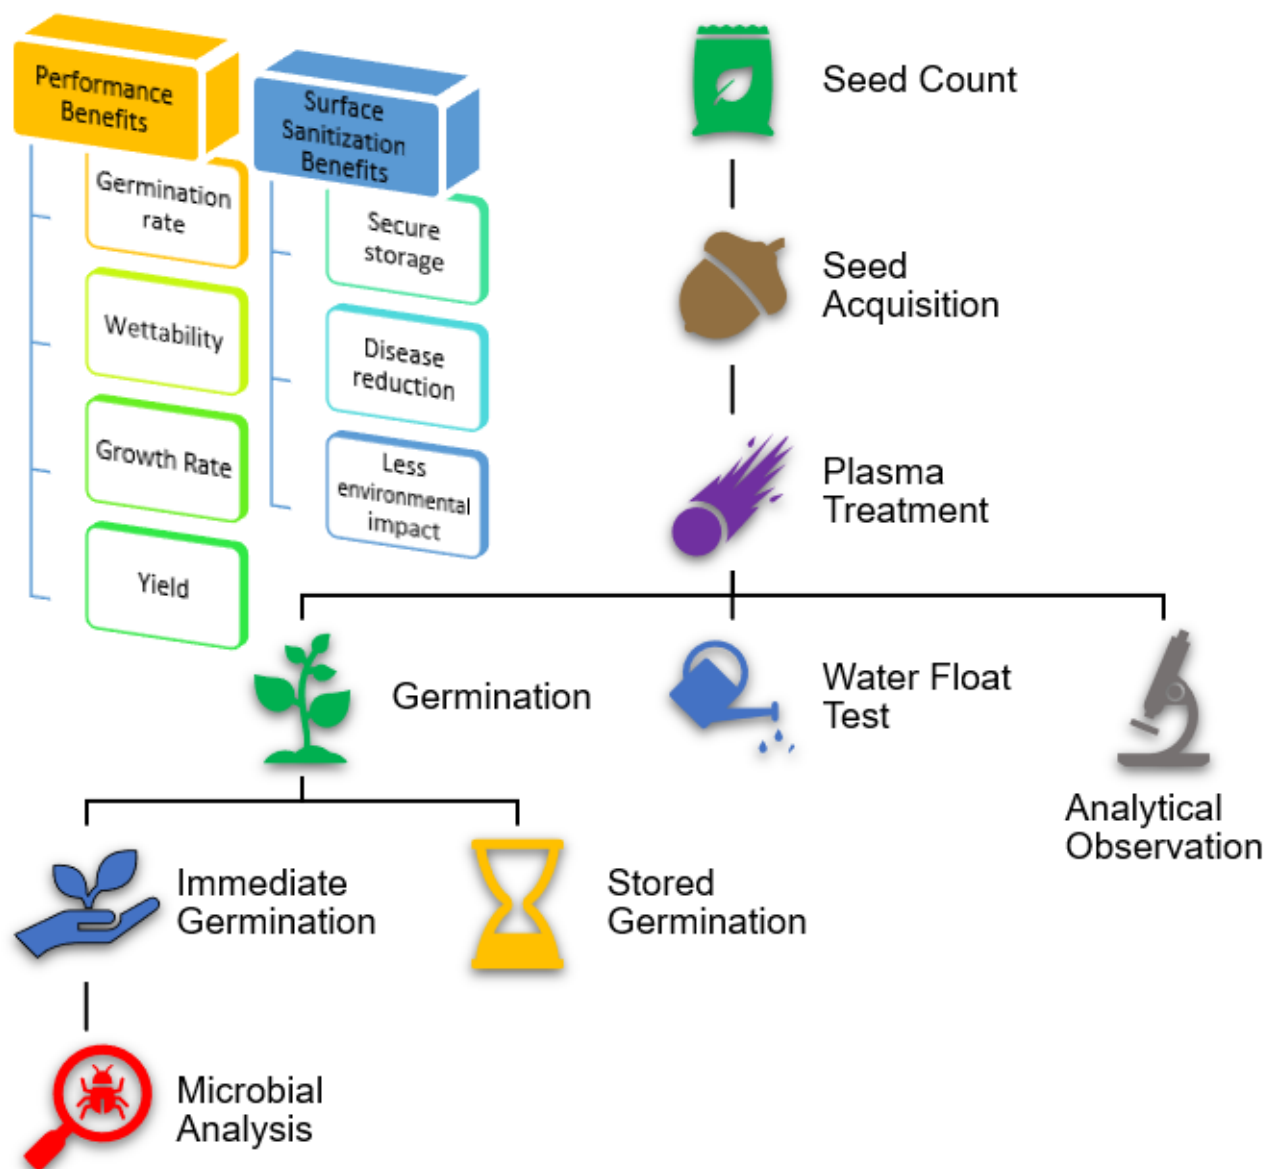 Performance
Benefits
Germination
rate
Wettability
Growth Rate
Yield
Surface
Sanitization
Benefits
Secure
storage
Disease
reduction
Less
environmental
impact
Seed Count
Seed
Acquisition
Plasma
Treatment
Germination
Water Float
Test
Analytical
Observation
Immediate
Germination
Stored
Germination
Microbial
Analysis